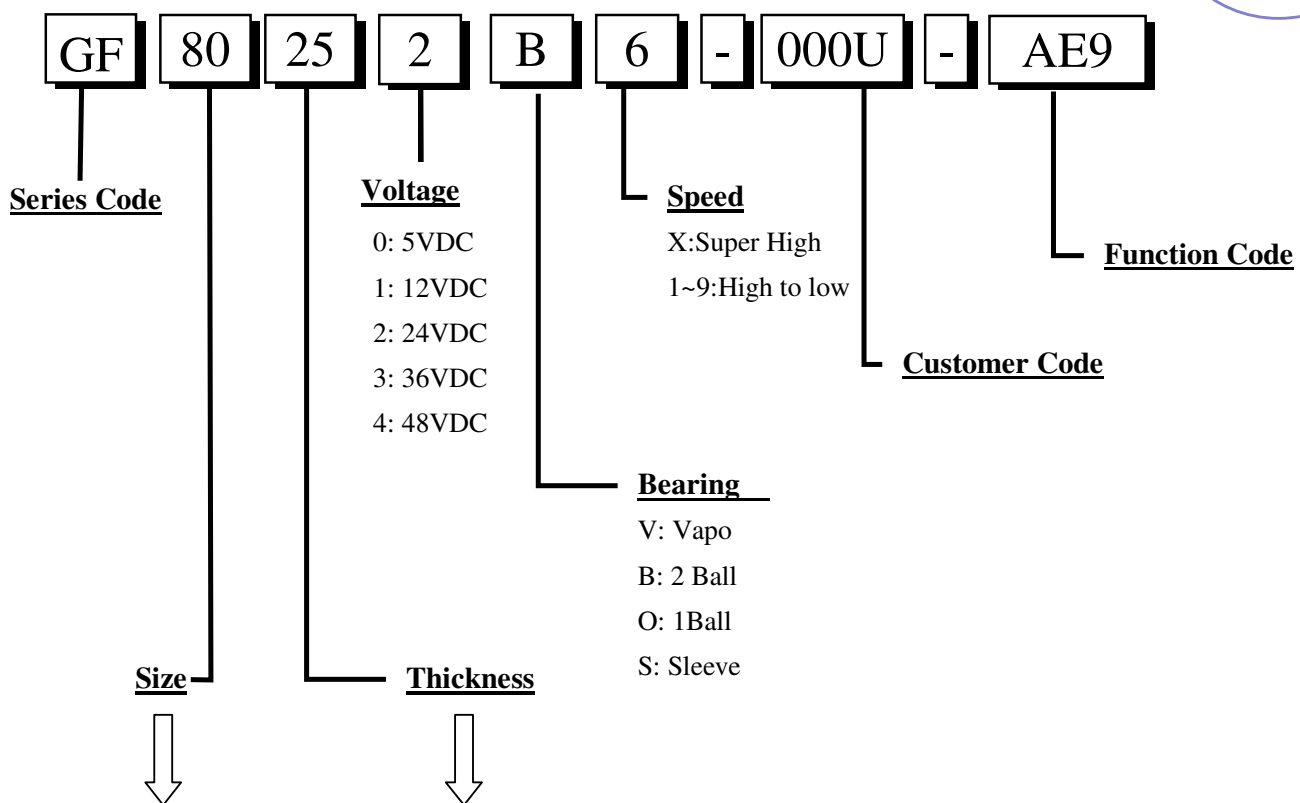 GF 80 25 2 B 6 - 000U - AE9
Series Code
Voltage
0: 5VDC
1: 12VDC
2: 24VDC
3: 36VDC
4: 48VDC
Speed
X:Super High
1~9:High to low
Function Code
Customer Code
Bearing
V: Vapo
B: 2 Ball
O: 1Ball
S: Sleeve
Size
Thickness